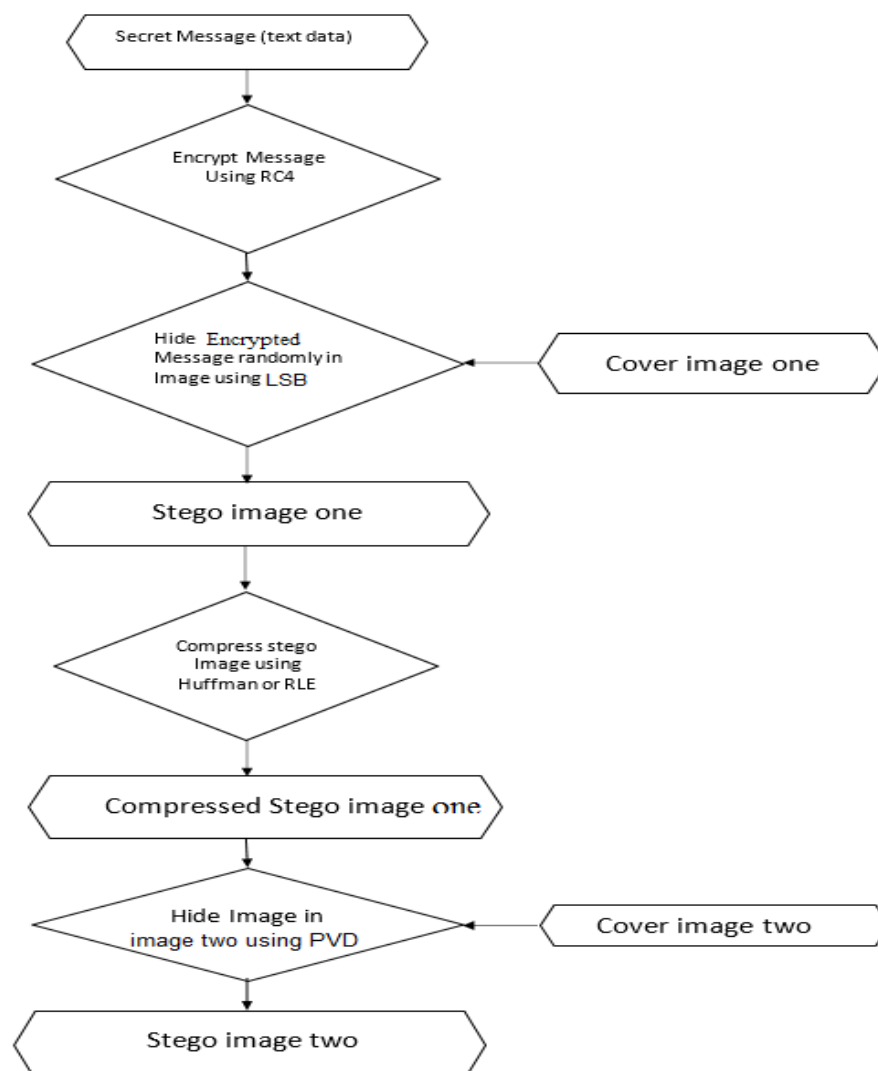 Secret Message (text data)
Encrypt Message
Using RC4
Hide Encrypted
Message randomly in
Image using LSB
Cover image one
Stego image one
Compress stego
Image using
Huffman or RLE
Compressed Stego image one
Hide Image in
image two using PVD
Cover image two
Stego image two